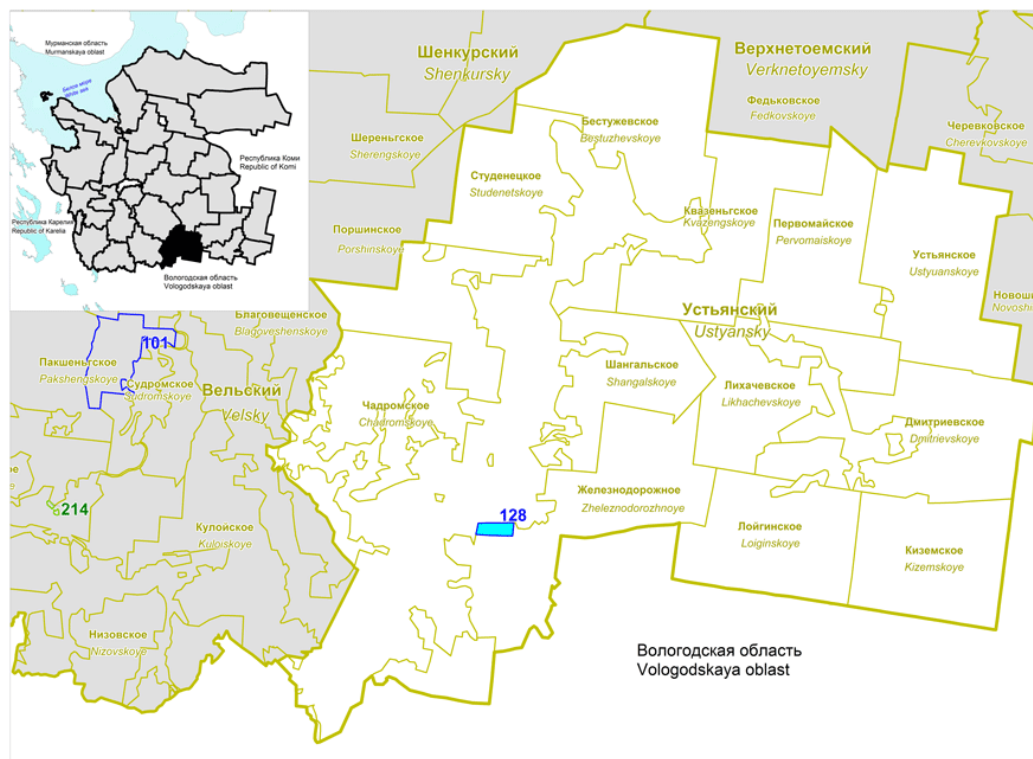 Мурманская область
Murmanskaya oblast
Белое море
White sea
Республика Коми
Republic of Komi
Республика Карелия
Republic of Karelia
Вологодская область
Vologodskaya oblast
Шенкурский
Shenkursky
Верхнетоемский
Verknetoyemsky
Федьковское
Fedkovskoye
Черевковское
Cherevkovskoye
Шереньгское
Sherengskoye
Бестужевское
Bestuzhevskoye
Студенецкое
Studenetskoye
Поршинское
Porshinskoye
Квазеньгское
Kvazengskoye
Первомайское
Pervomaiskoye
Устьянское
Ustyuanskoye
Новоши
Novoshi
Благовещенское
Blagoveshenskoye
Устьянский
Ustyansky
101
Пакшеньгское
Pakshengskoye
Судромское
Sudromskoye
Вельский
Velsky
Шангальское
Shangalskoye
Лихачевское
Likhachevskoye
Чадромское
Chadromskoye
Дмитриевское
Dmitrievskoye
ое
e
214
Железнодорожное
Zheleznodorozhnoye
128
Кулойское
Kuloiskoye
Лойгинское
Loiginskoye
Киземское
Kizemskoye
Низовское
Nizovskoye
Вологодская область
Vologodskaya oblast